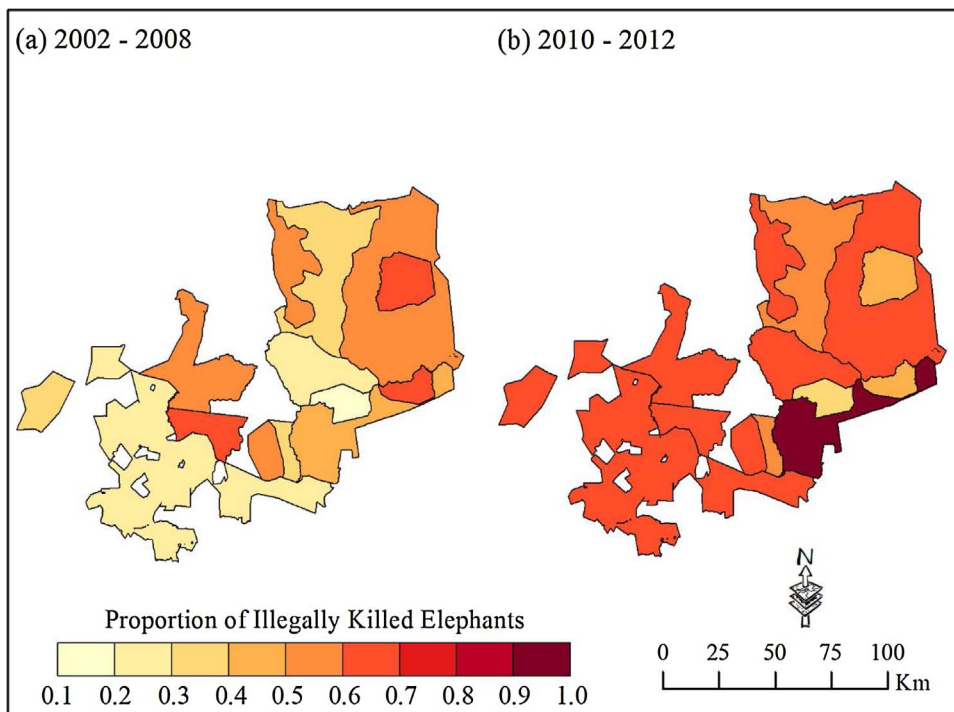 (a) 2002 - 2008
(b) 2010 - 2012
N
Proportion of Illegally Killed Elephants
0.1 0.2 0.3 0.4 0.5 0.6 0.7 0.8 0.9 1.0
0 25 50 75 100
Km